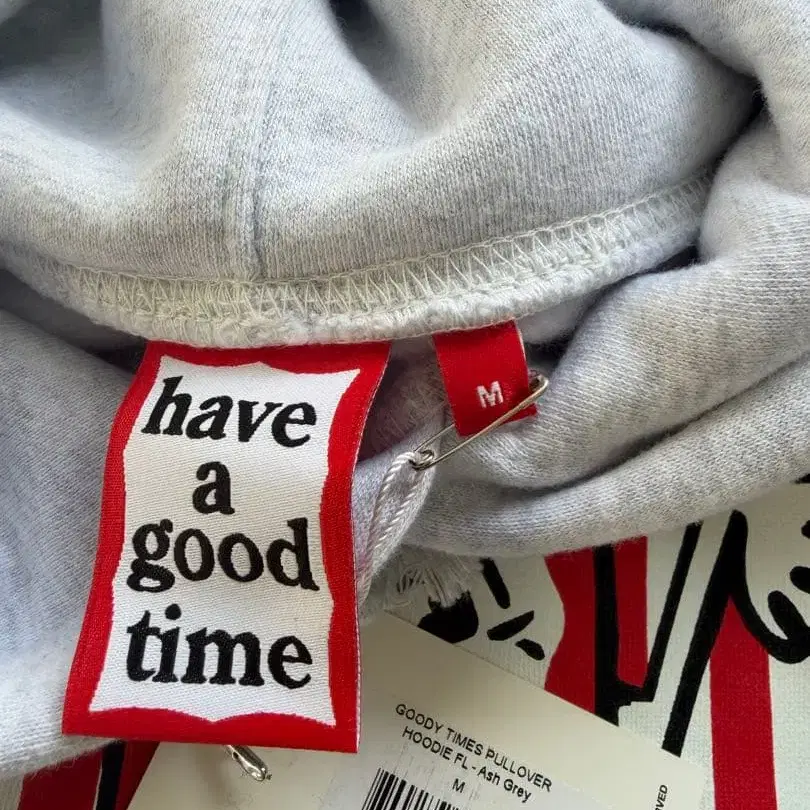 have
a
good
time
M
GOODY TIMES PULLOVER
HOODIE FL - Ash Grey
M